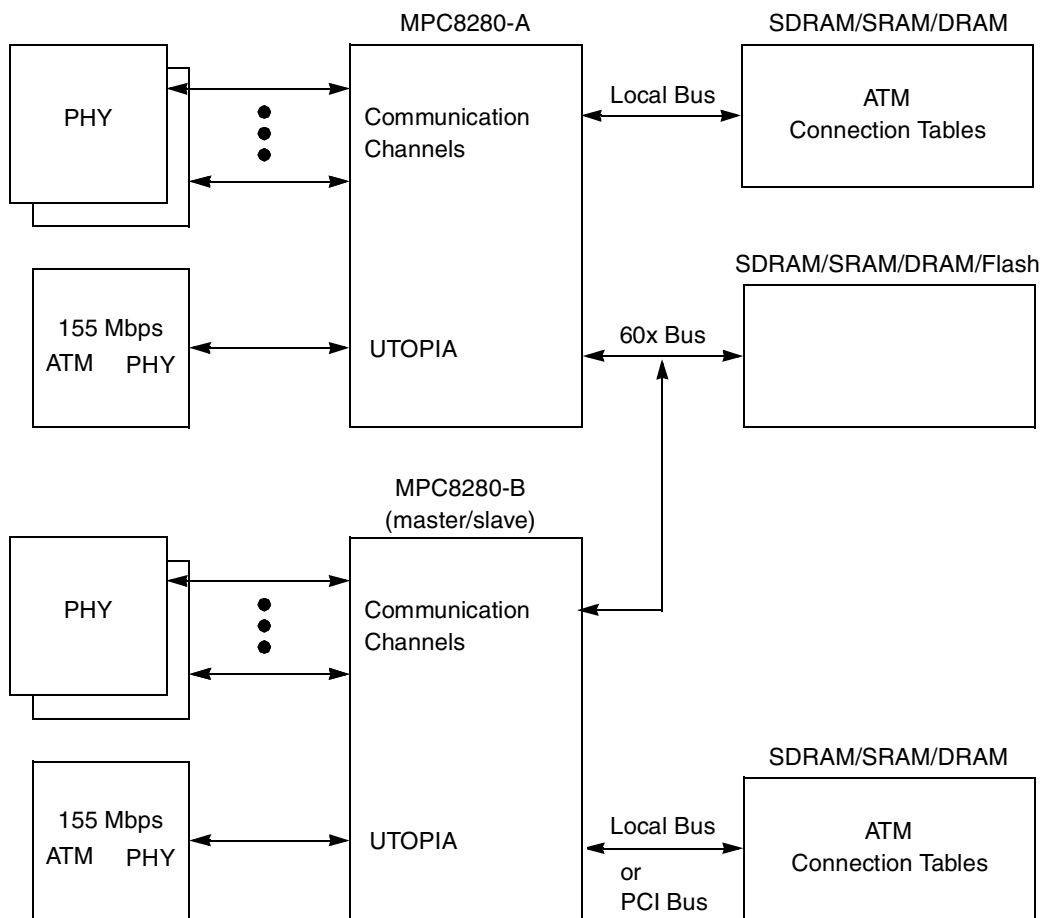 MPC8280-A
SDRAM/SRAM/DRAM
PHY
Communication
Channels
Local Bus
ATM
Connection Tables
SDRAM/SRAM/DRAM/Flash
155 Mbps
ATM PHY
UTOPIA
60x Bus
MPC8280-B
(master/slave)
PHY
Communication
Channels
SDRAM/SRAM/DRAM
155 Mbps
ATM PHY
UTOPIA
Local Bus
or
PCI Bus
ATM
Connection Tables